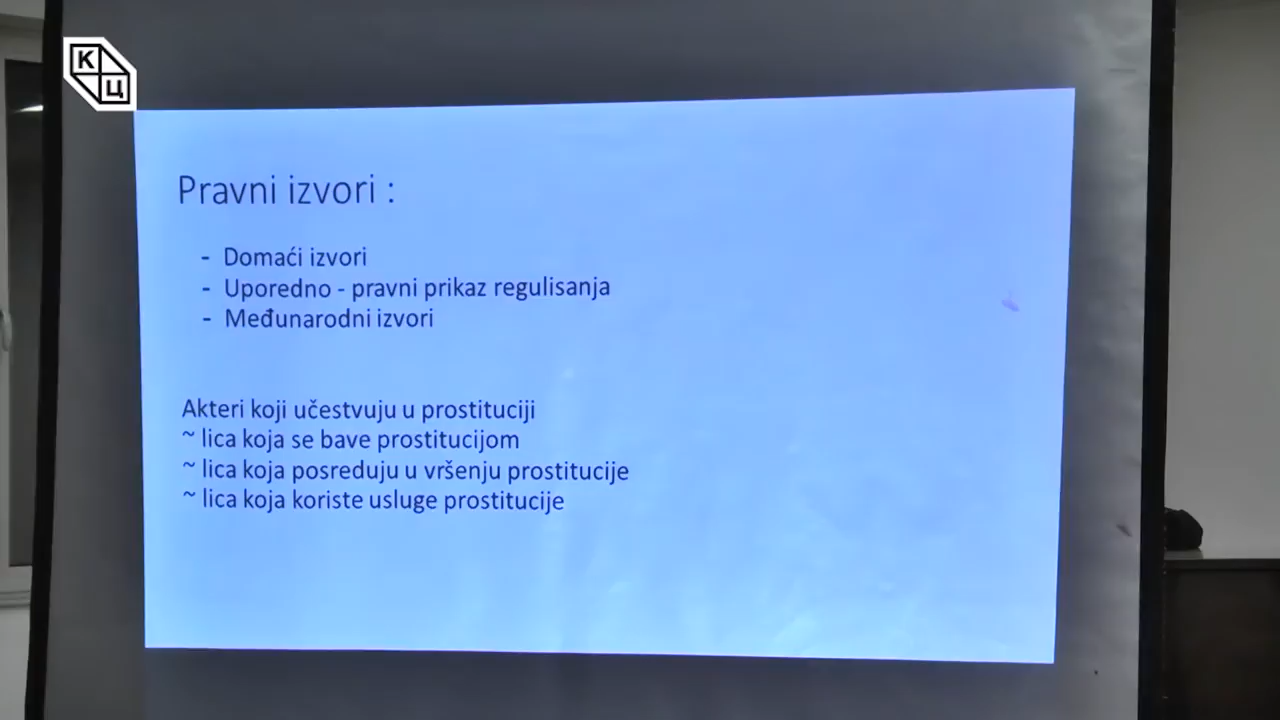 К
Ц
Pravni izvori :
- Domaći izvori
- Uporedno - pravni prikaz regulisanja
- Međunarodni izvori
Akteri koji učestvuju u prostituciji
~ lica koja se bave prostitucijom
~ lica koja posreduju u vršenju prostitucije
~ lica koja koriste usluge prostitucije